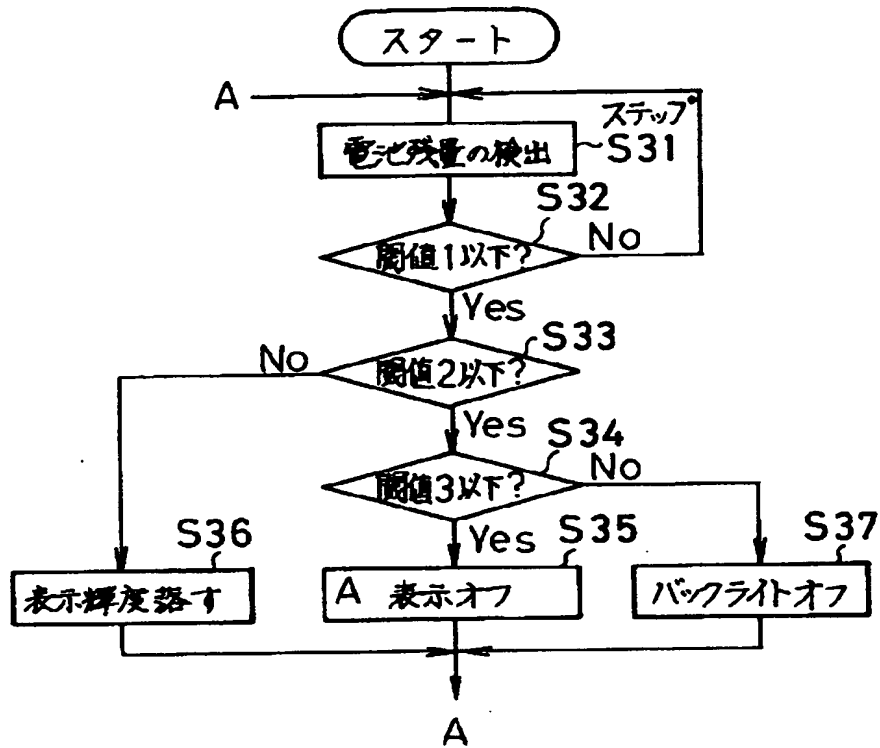 スタート
A
ステップ
電池残量の検出
S31
S32
閾値1以下?
No
Yes
S33
No
閾値2以下?
Yes
S34
閾値3以下?
No
Yes
S36
S35
S37
表示輝度落す
A 表示オフ
バックライトオフ
A